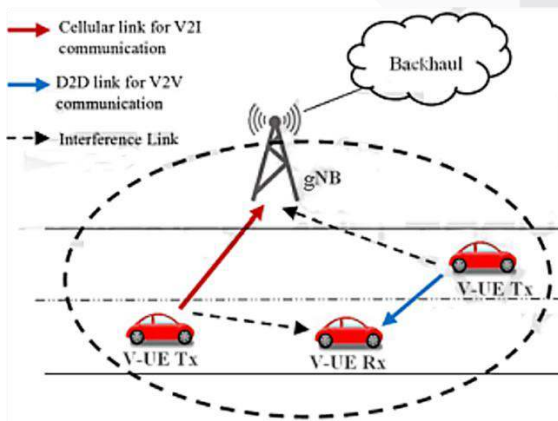 Cellular link for V2I
communication
D2D link for V2V
communication
Interference Link
Backhaul
gNB
V-UE Tx
V-UE Tx
V-UE Rx